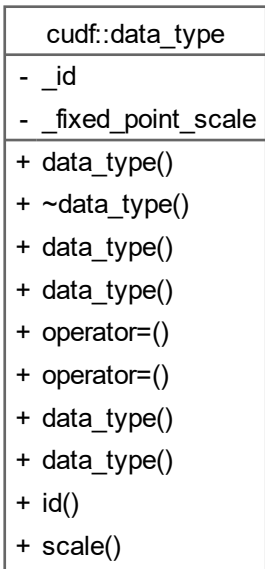 cudf::data_type
- _id
- _fixed_point_scale
+ data_type()
+ ~data_type()
+ data_type()
+ data_type()
+ operator=()
+ operator=()
+ data_type()
+ data_type()
+ id()
+ scale()